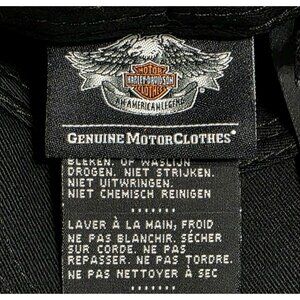 MOTOR
HARLEY-DAVIDSON
CLOTHES
AN AMERICAN LEGEND
GENUINE MOTORCLOTHES®
BLEKEN. OF WASLIJN
DROGEN. NIET STRIJKEN.
NIET UITWRINGEN.
NIET CHEMISCH REINIGEN
.......
LAVER À LA MAIN, FROID
NE PAS BLANCHIR. SÉCHER
SUR CORDE. NE PAS
REPASSER. NE PAS TORDRE.
NE PAS NETTOYER À SEC
.......